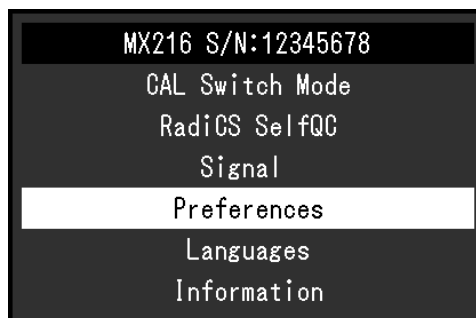 MX216 S/N:12345678
CAL Switch Mode
RadiCS SelfQC
Signal
Preferences
Languages
Information